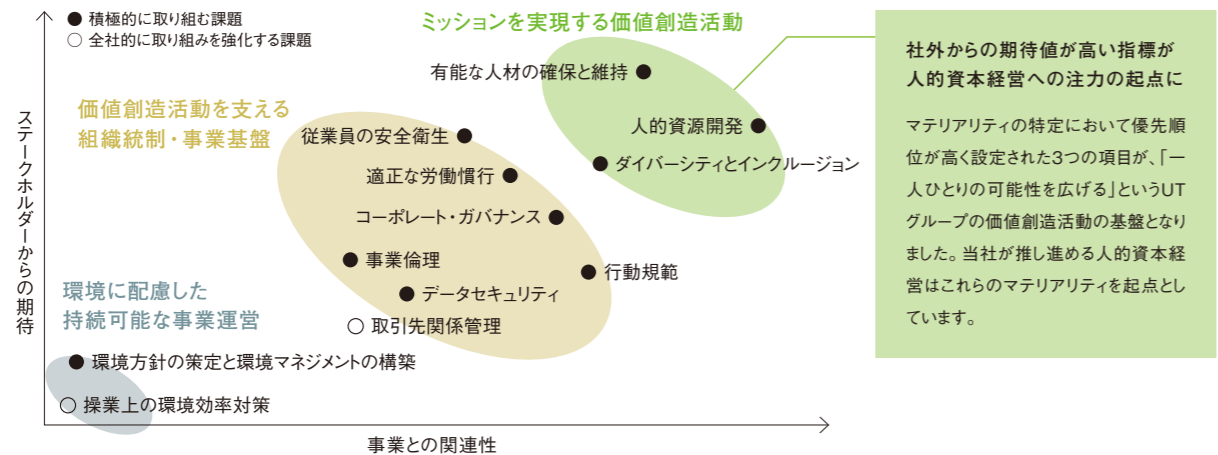 ● 積極的に取り組む課題
○ 全社的に取り組みを強化する課題
ミッションを実現する価値創造活動
有能な人材の確保と維持
人的資源開発
ダイバーシティとインクルージョン
価値創造活動を支える
組織統制・事業基盤
従業員の安全衛生
適正な労働慣行
コーポレート・ガバナンス
事業倫理
行動規範
データセキュリティ
取引先関係管理
環境に配慮した
持続可能な事業運営
環境方針の策定と環境マネジメントの構築
操業上の環境効率対策
ステークホルダーからの期待
事業との関連性
社外からの期待値が高い指標が
人的資本経営への注力の起点に
マテリアリティの特定において優先順
位が高く設定された3つの項目が、「一
人ひとりの可能性を広げる」というUT
グループの価値創造活動の基盤となり
ました。当社が推し進める人的資本経
営はこれらのマテリアリティを起点とし
ています。